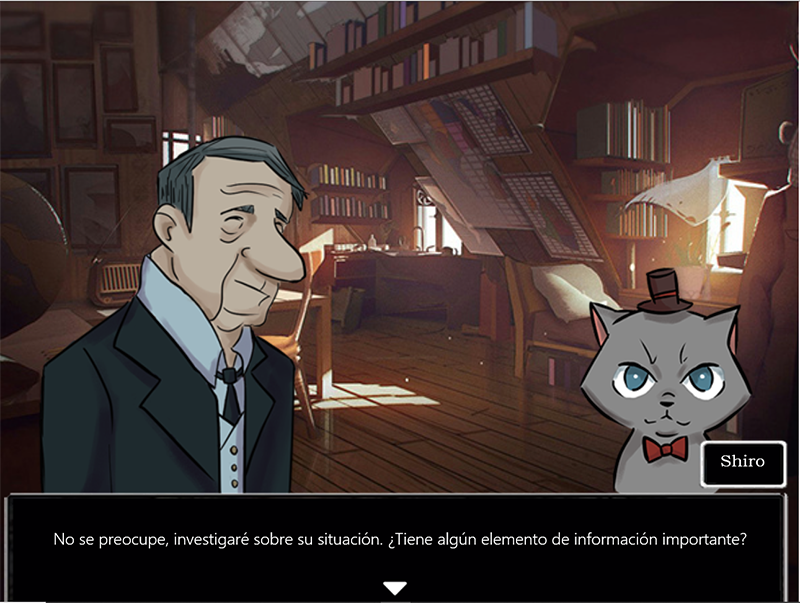 Shiro
No se preocupe, investigaré sobre su situación. ¿Tiene algún elemento de información importante?